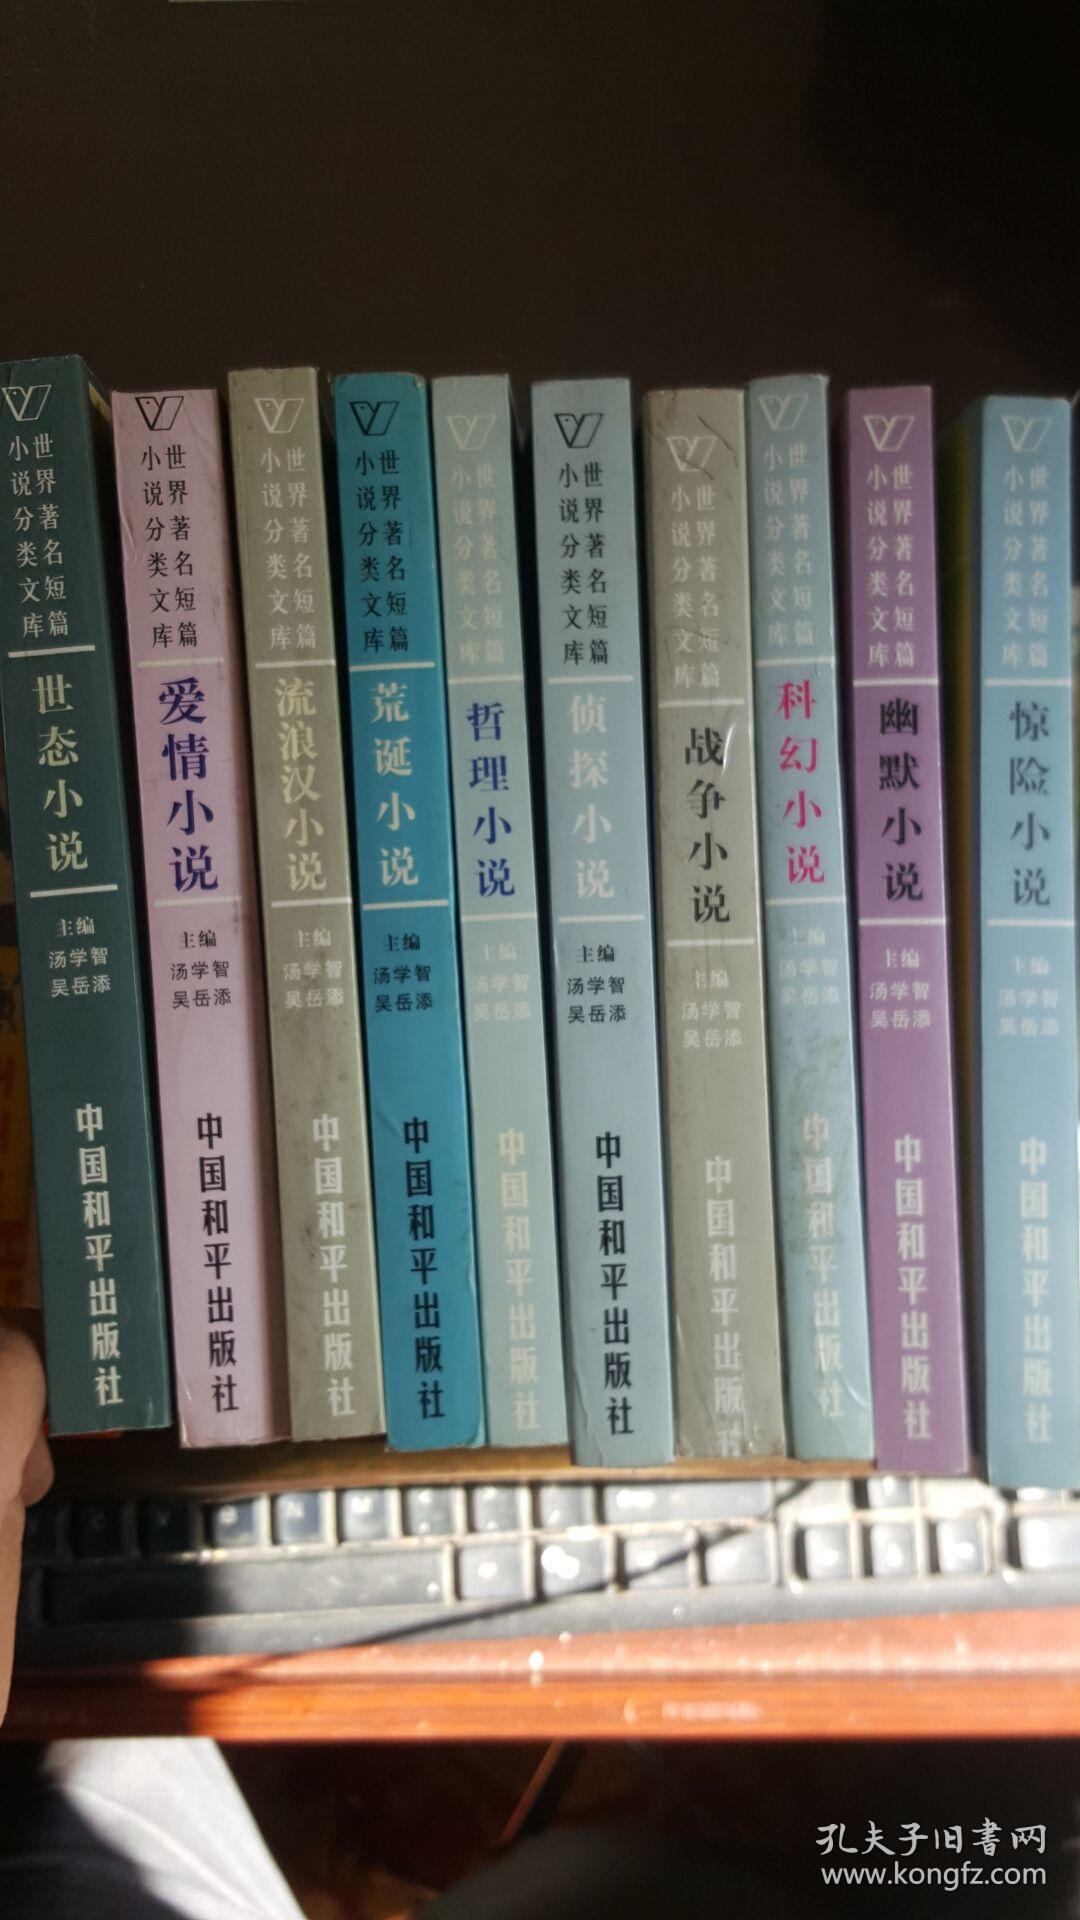 世界著名短篇
小说分类文库
世态小说
主编
汤学智
吴岳添
中国和平出版社
世界著名短篇
小说分类文库
爱情小说
主编
汤学智
吴岳添
中国和平出版社
世界著名短篇
小说分类文库
流浪汉小说
主编
汤学智
吴岳添
中国和平出版社
世界著名短篇
小说分类文库
荒诞小说
主编
汤学智
吴岳添
中国和平出版社
世界著名短篇
小说分类文库
哲理小说
主编
汤学智
吴岳添
中国和平出版社
世界著名短篇
小说分类文库
侦探小说
主编
汤学智
吴岳添
中国和平出版社
世界著名短篇
小说分类文库
战争小说
主编
汤学智
吴岳添
中国和平出版社
世界著名短篇
小说分类文库
科幻小说
主编
汤学智
吴岳添
中国和平出版社
世界著名短篇
小说分类文库
幽默小说
主编
汤学智
吴岳添
中国和平出版社
世界著名短篇
小说分类文库
惊险小说
主编
汤学智
吴岳添
中国和平出版社
孔夫子旧书网
www.kongfz.com